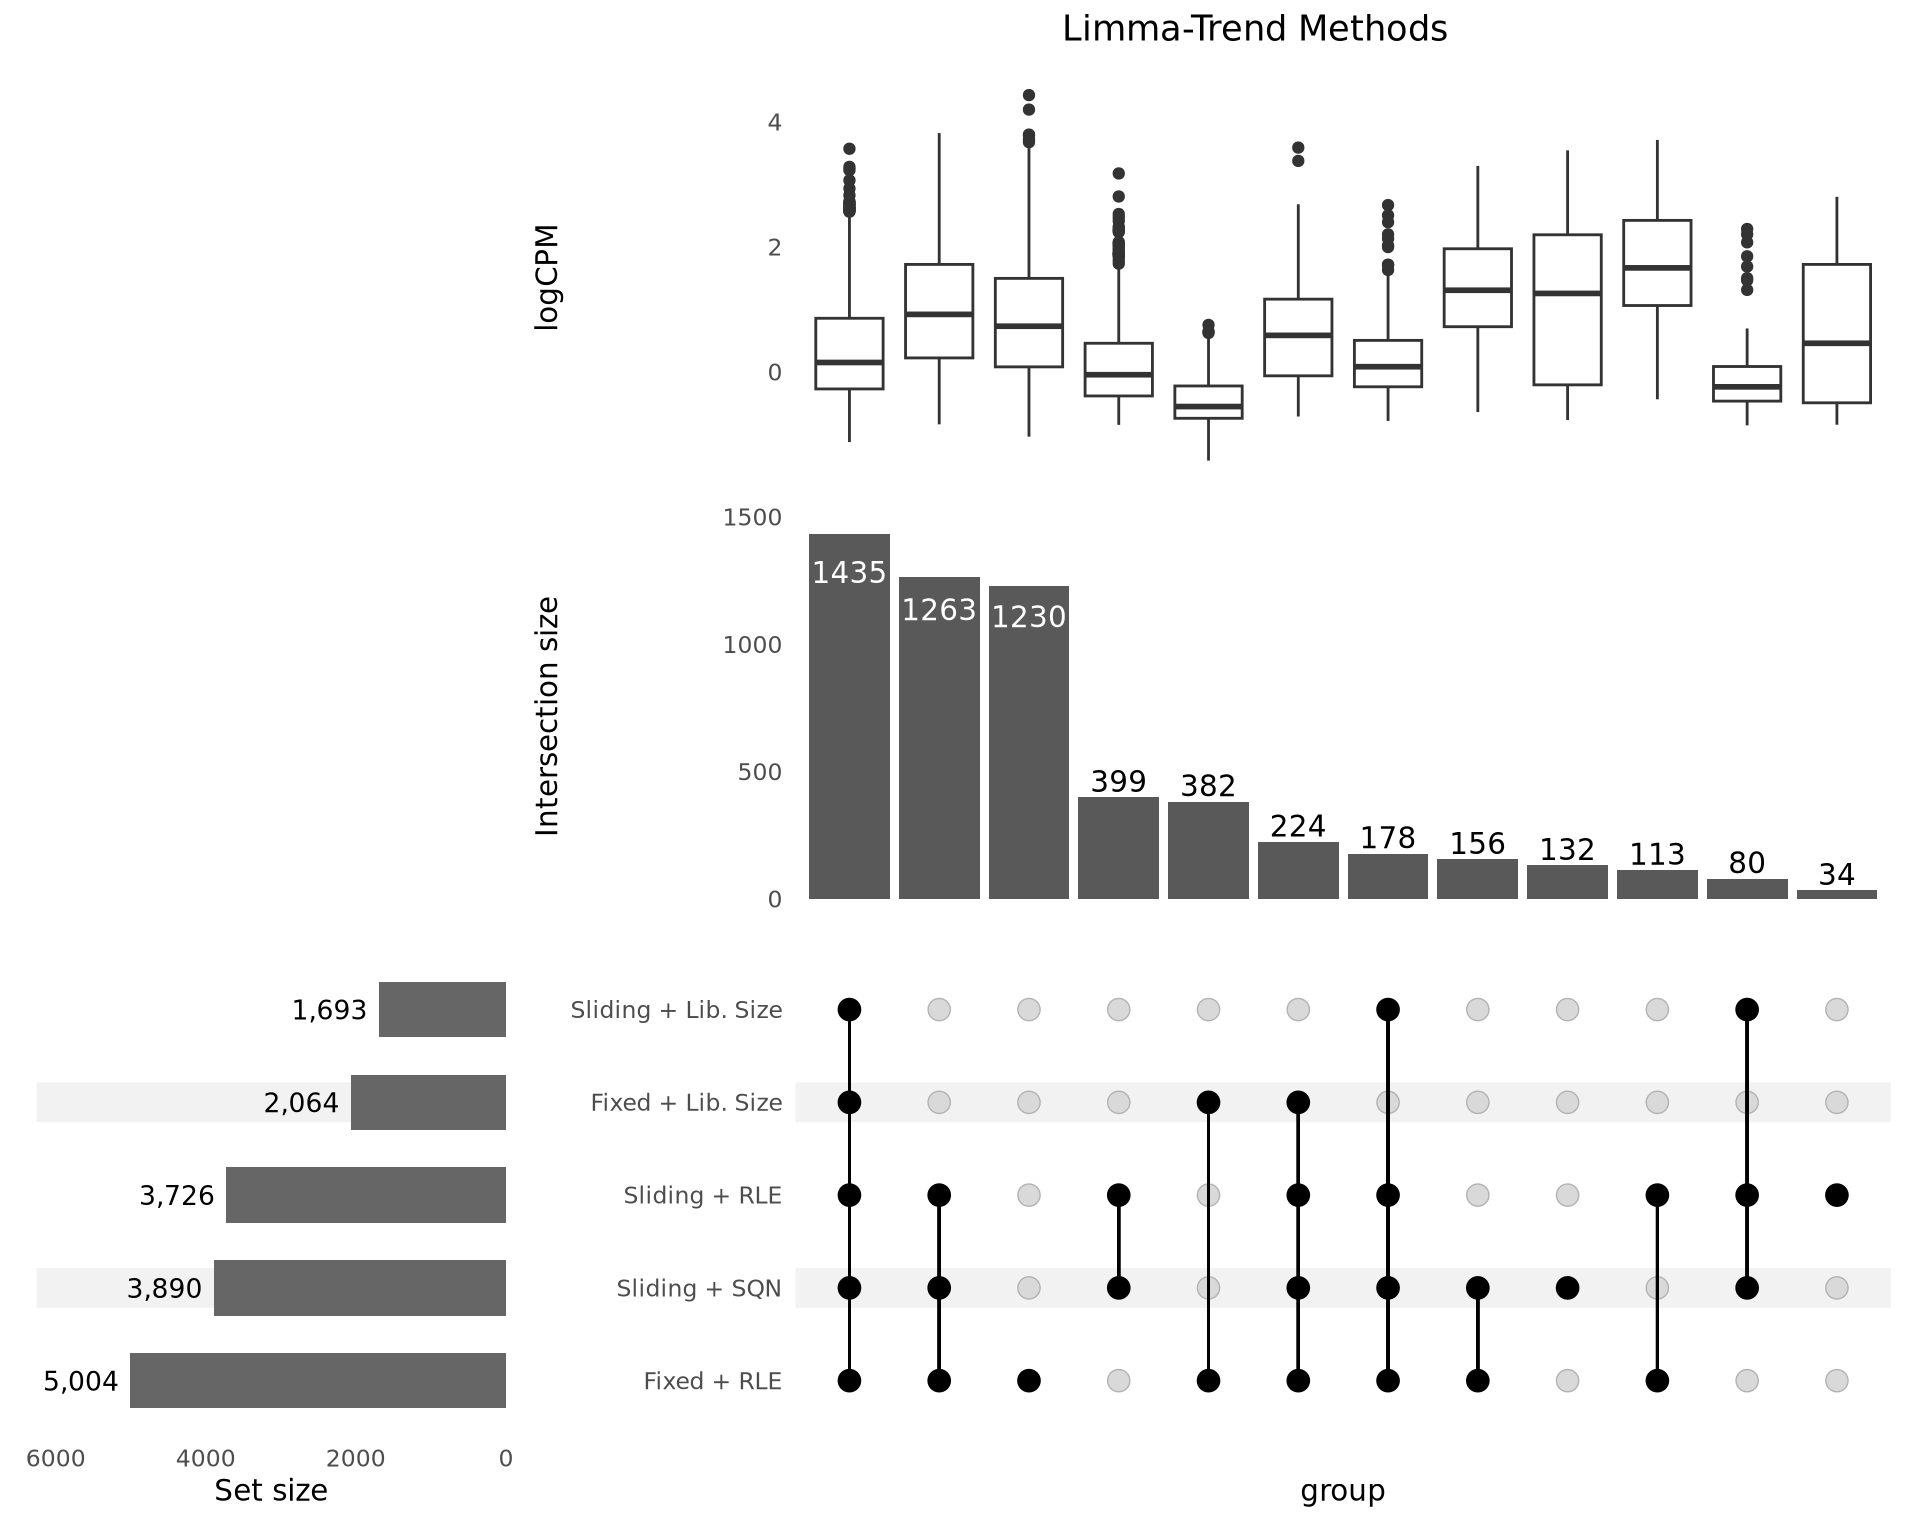 Limma-Trend Methods
logCPM
4
2
0
Intersection size
1500
1000
500
0
1435
1263
1230
399
382
224
178
156
132
113
80
34
1,693
Sliding + Lib. Size
2,064
Fixed + Lib. Size
3,726
Sliding + RLE
3,890
Sliding + SQN
5,004
Fixed + RLE
6000
4000
2000
0
Set size
group